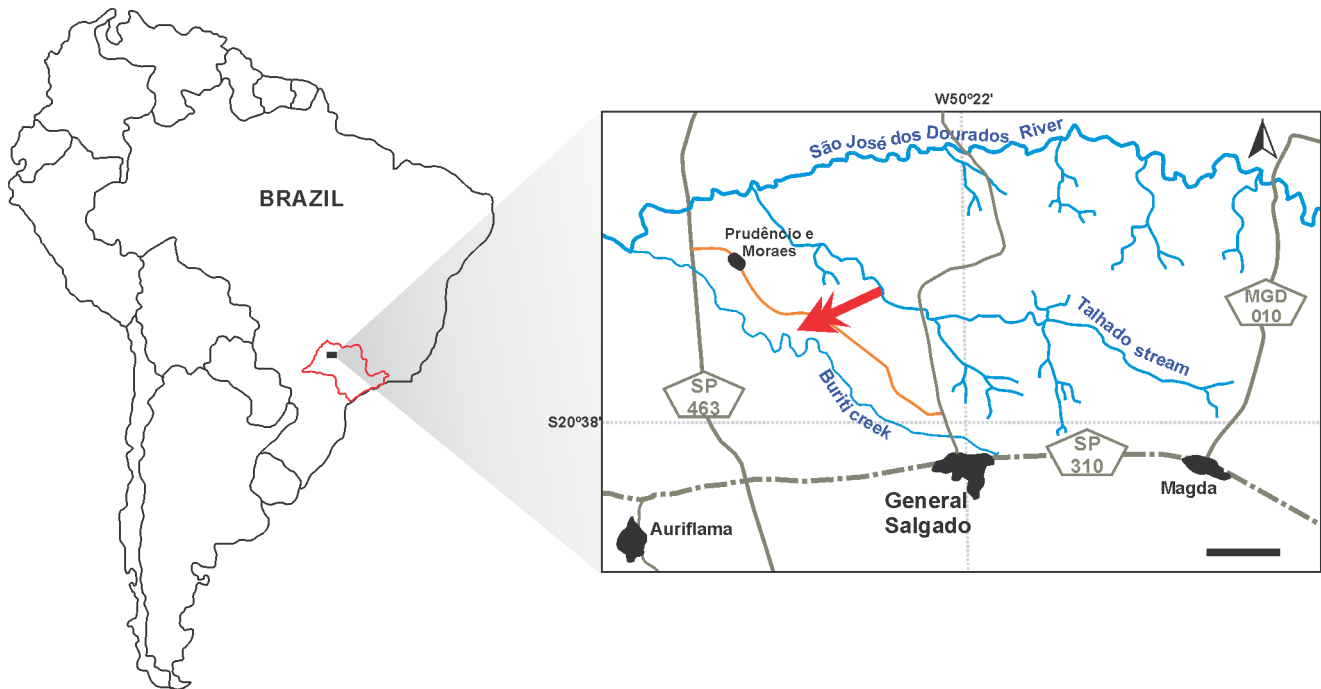 W50º22'
São José dos Dourados River
BRAZIL
Prudêncio e
Moraes
MGD
010
Talhado stream
SP
463
Buriti creek
S20º38'
SP
310
General
Salgado
Magda
Auriflama